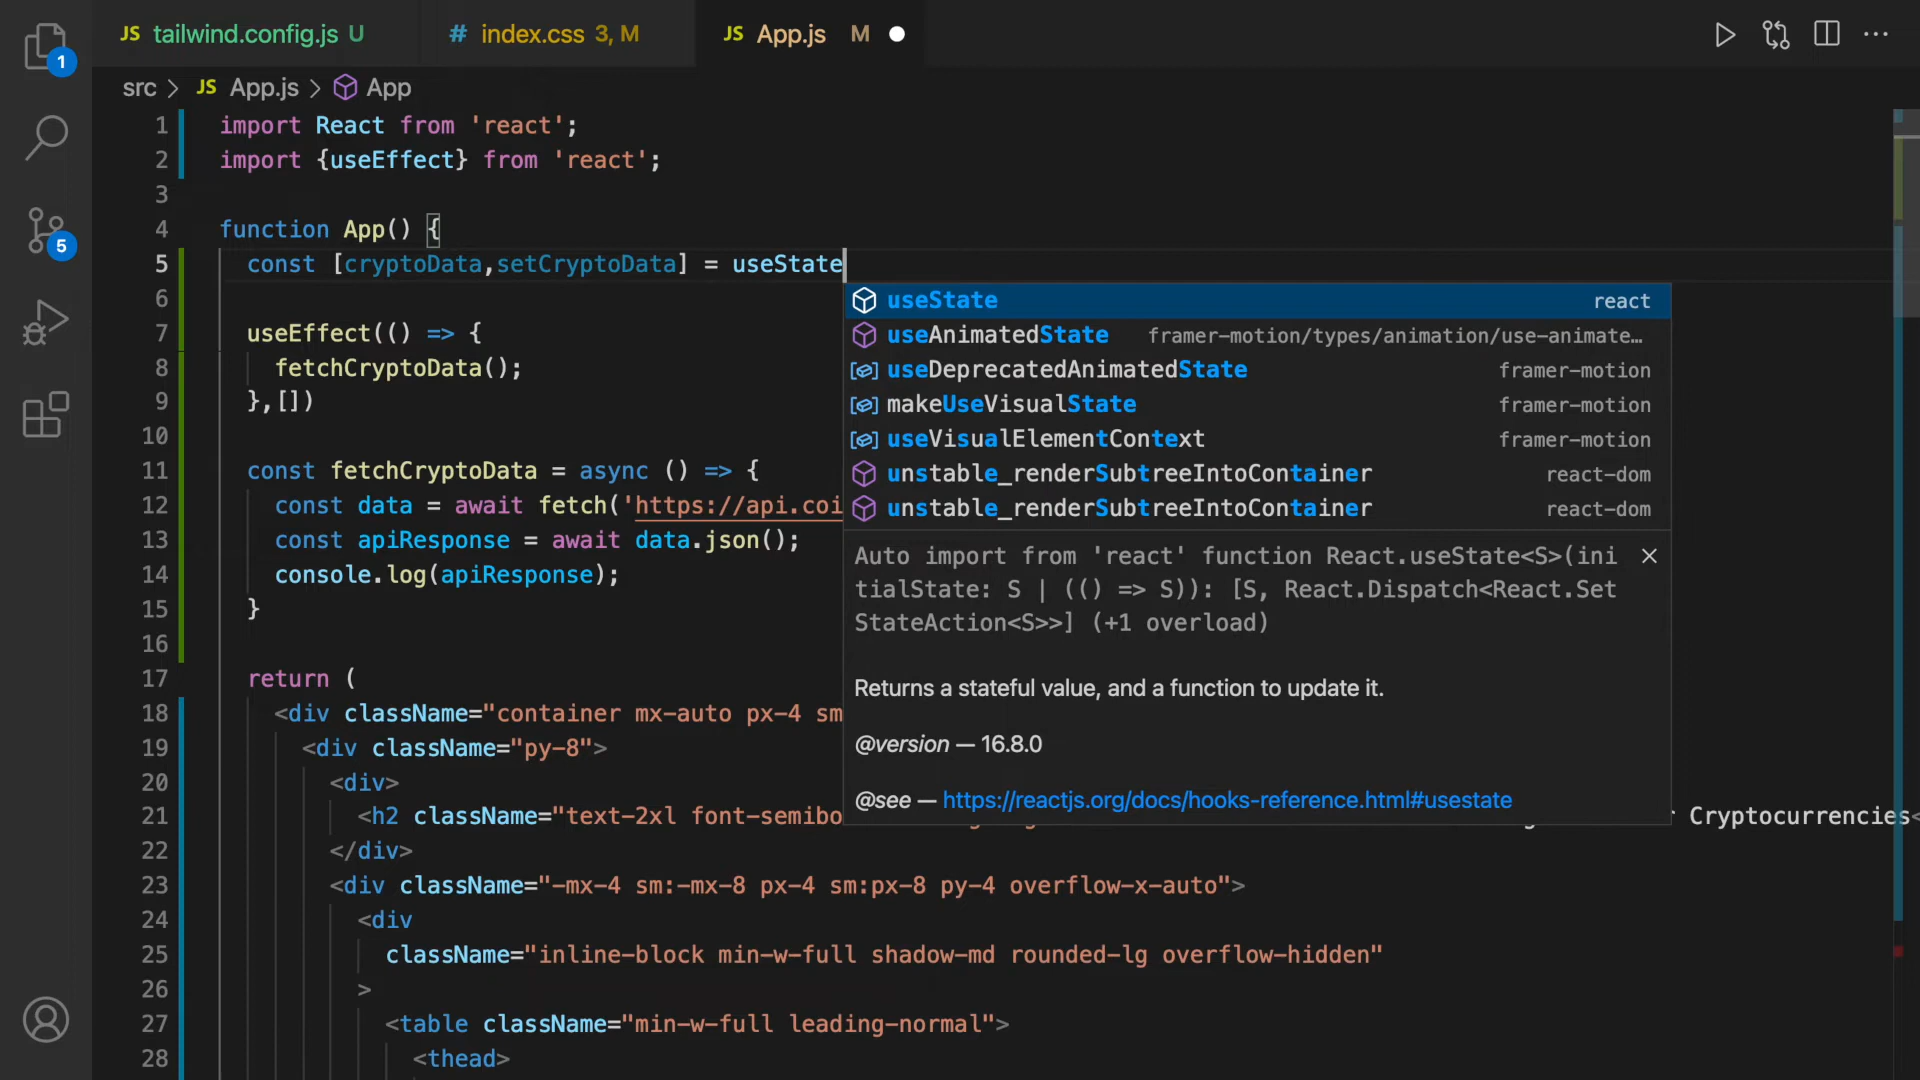 1
5
JS tailwind.config.js U
# index.css 3, M
JS App.js M
src > JS App.js > App
1 import React from 'react';
2 import {useEffect} from 'react';
3
4 function App() {
5 const [cryptoData,setCryptoData] = useState
6
7 useEffect(() => {
8 fetchCryptoData();
9 },[])
10
11 const fetchCryptoData = async () => {
12 const data = await fetch('https://api.coi
13 const apiResponse = await data.json();
14 console.log(apiResponse);
15 }
16
17 return (
18 <div className="container mx-auto px-4 sm
19 <div className="py-8">
20 <div>
21 <h2 className="text-2xl font-semibo Cryptocurrencies<
22 </div>
23 <div className="-mx-4 sm:-mx-8 px-4 sm:px-8 py-4 overflow-x-auto">
24 <div
25 className="inline-block min-w-full shadow-md rounded-lg overflow-hidden"
26 >
27 <table className="min-w-full leading-normal">
28 <thead>
useState react
useAnimatedState framer-motion/types/animation/use-animate…
useDeprecatedAnimatedState framer-motion
makeUseVisualState framer-motion
useVisualElementContext framer-motion
unstable_renderSubtreeIntoContainer react-dom
unstable_renderSubtreeIntoContainer react-dom
Auto import from 'react' function React.useState<S>(ini
tialState: S | (() => S)): [S, React.Dispatch<React.Set
StateAction<S>>] (+1 overload)
Returns a stateful value, and a function to update it.
@version — 16.8.0
@see — https://reactjs.org/docs/hooks-reference.html#usestate